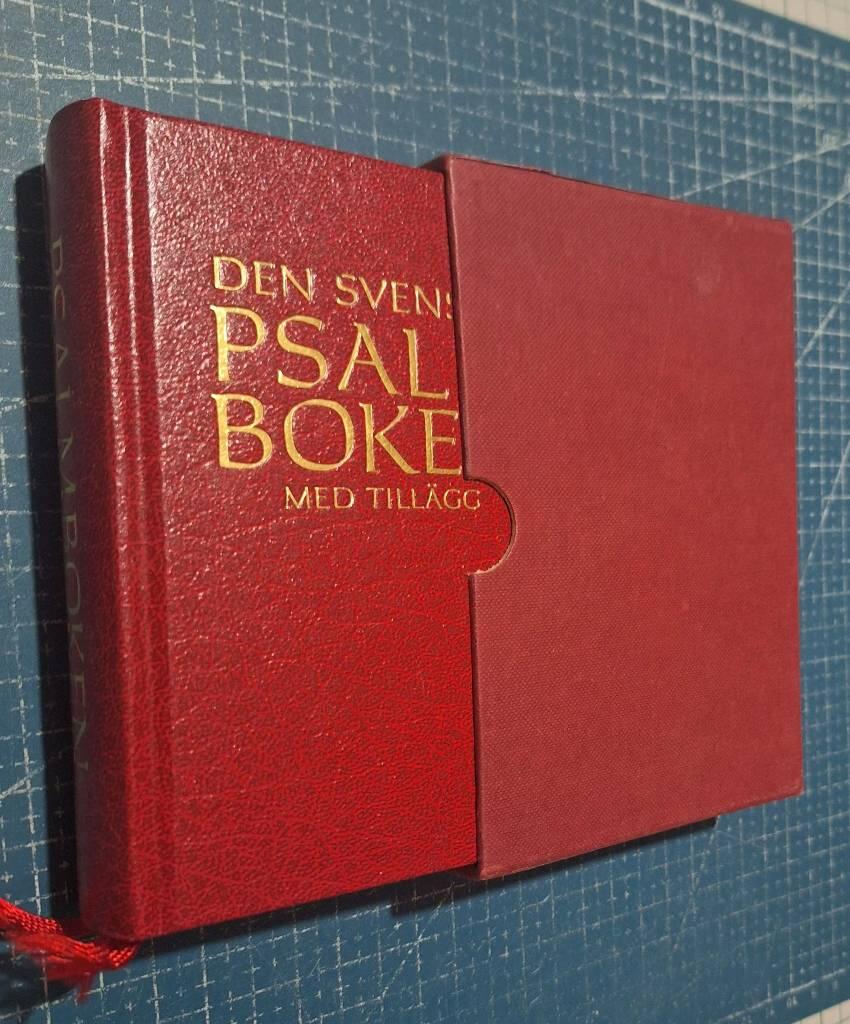 DEN SVENS
PSAL
BOKE
MED TILLÄGG
PSALMBOKEN